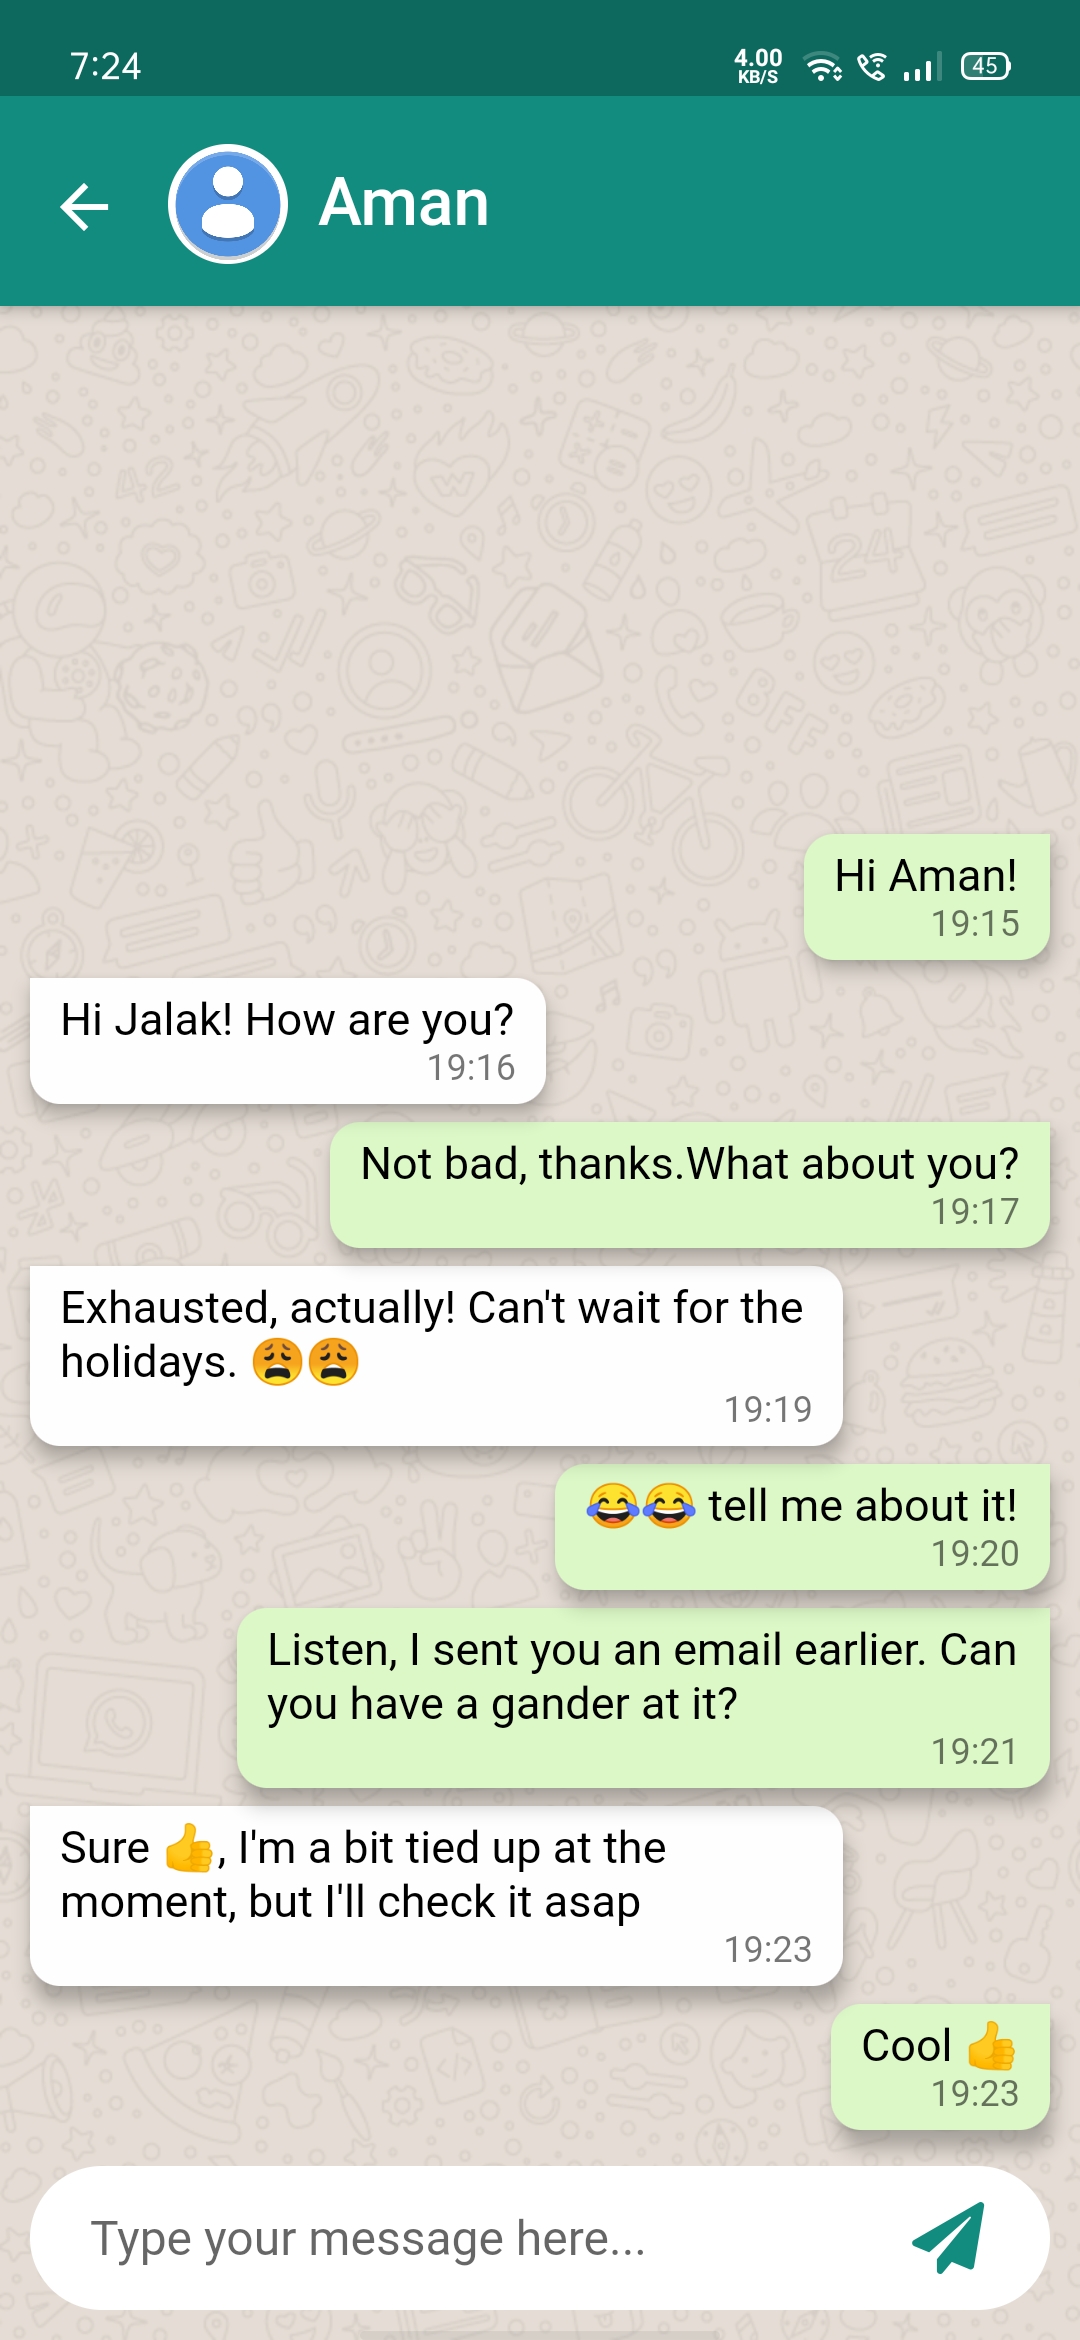 7:24
4.00
KB/S
45
Aman
Hi Aman!
19:15
Hi Jalak! How are you?
19:16
Not bad, thanks.What about you?
19:17
Exhausted, actually! Can't wait for the
holidays. 😩😩
19:19
😂😂 tell me about it!
19:20
Listen, I sent you an email earlier. Can
you have a gander at it?
19:21
Sure 👍, I'm a bit tied up at the
moment, but I'll check it asap
19:23
Cool 👍
19:23
Type your message here...